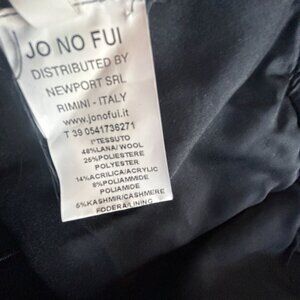 JO NO FUI
DISTRIBUTED BY
NEWPORT SRL
RIMINI - ITALY
www.jonofui.it
T 39 0541736271
I°TESSUTO
48%LANA/WOOL
25%POLIESTERE
POLYESTER
14%ACRILICA/ACRYLIC
8%POLIAMMIDE
POLIAMIDE
5%KASHMIR/CASHMERE
FODERA/LINING